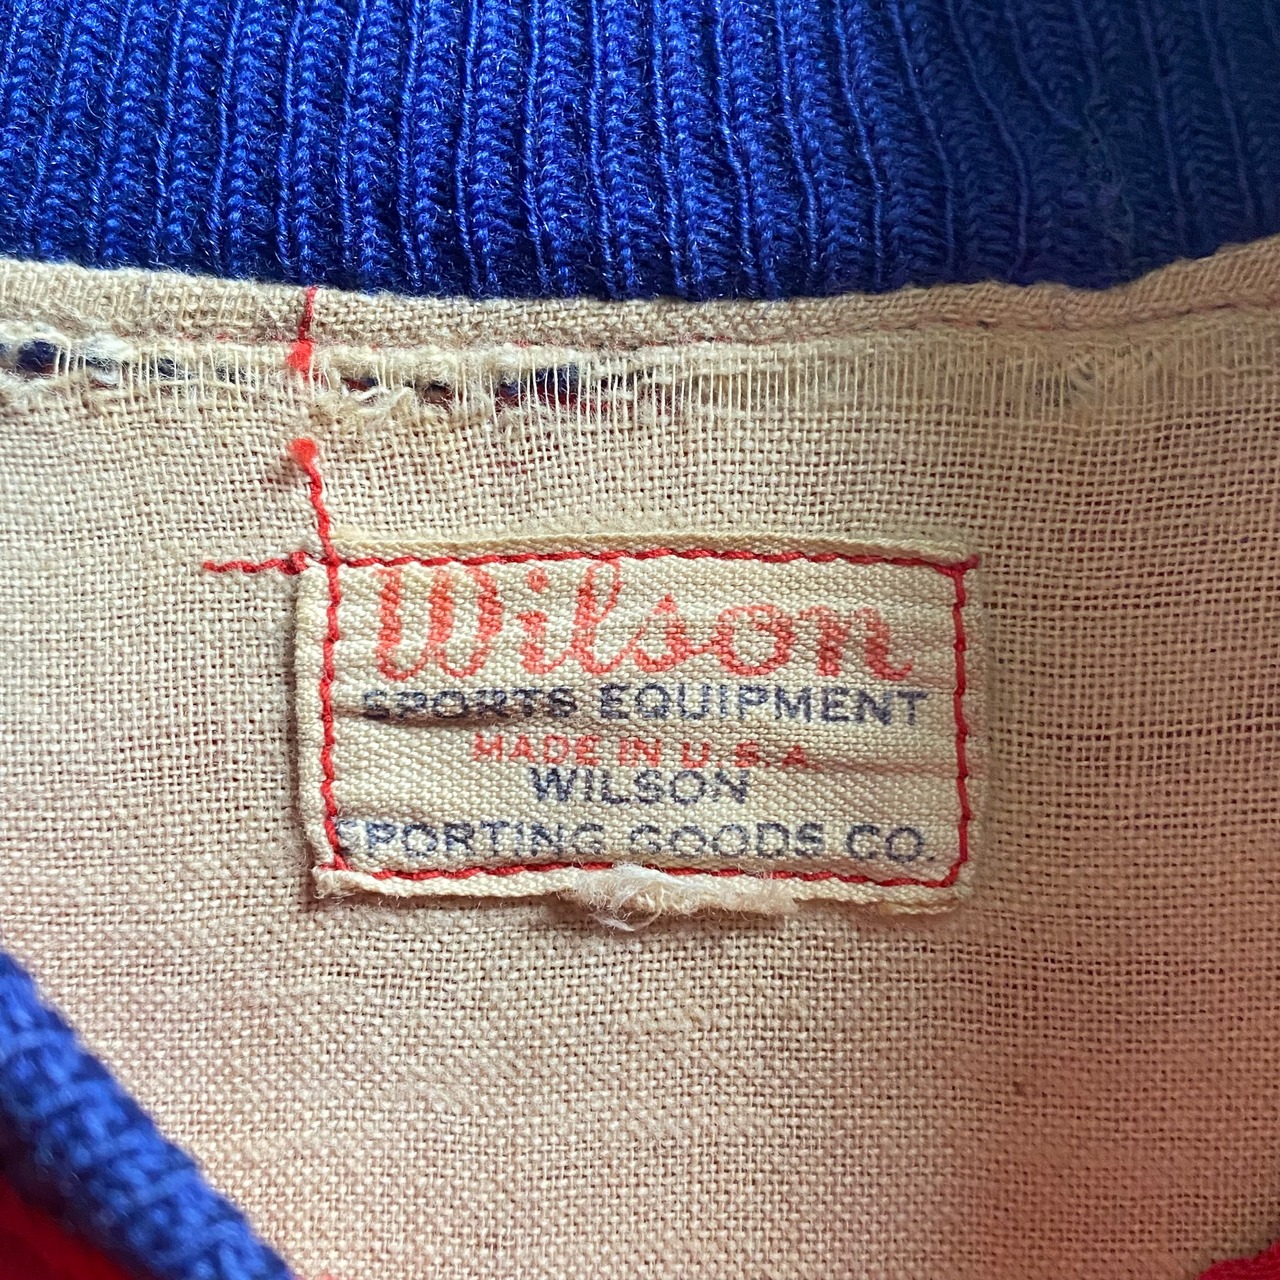 Wilson
SPORTS EQUIPMENT
MADE IN U.S.A.
WILSON
SPORTING GOODS CO.